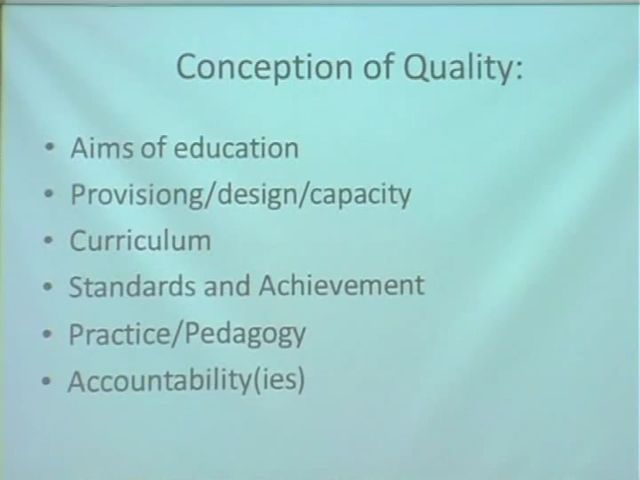 Conception of Quality:
• Aims of education
• Provisiong/design/capacity
• Curriculum
• Standards and Achievement
• Practice/Pedagogy
• Accountability(ies)